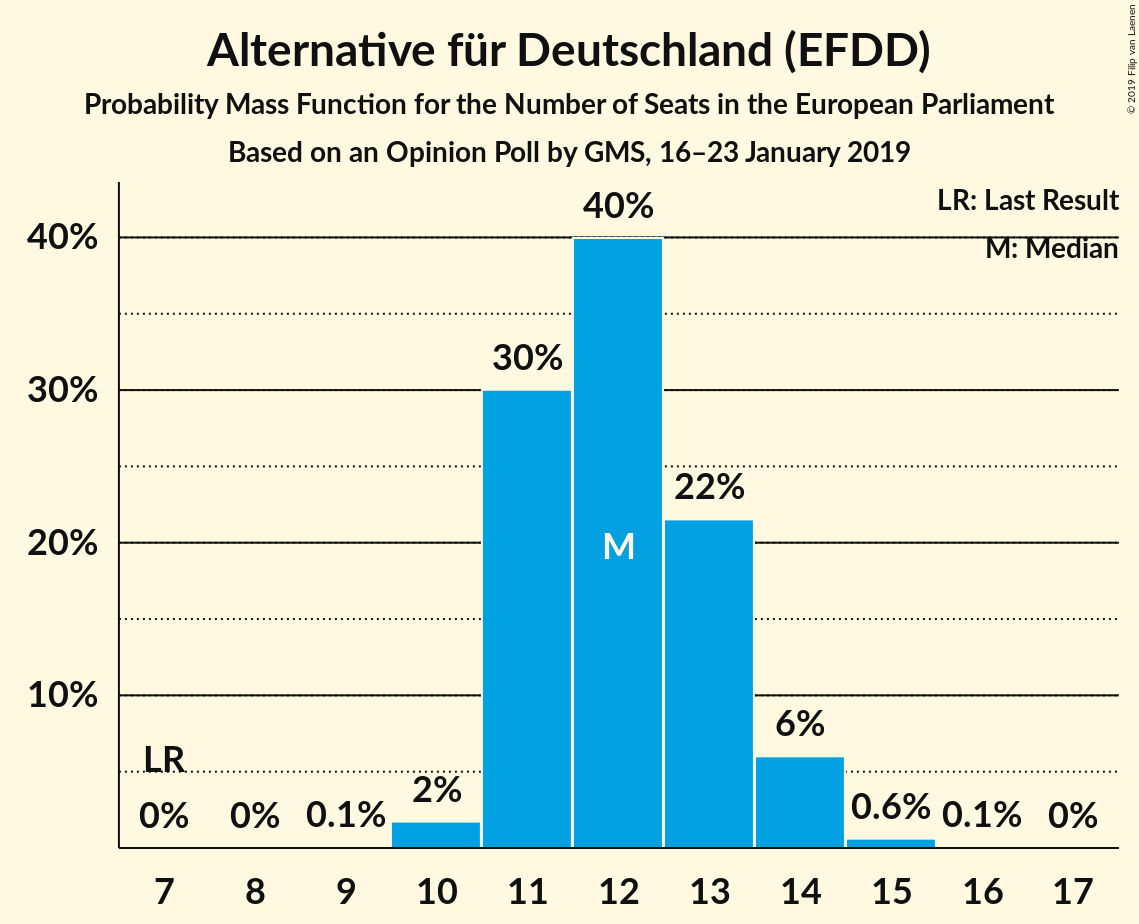 Alternative für Deutschland (EFDD)
Probability Mass Function for the Number of Seats in the European Parliament
Based on an Opinion Poll by GMS, 16–23 January 2019
© 2019 Filip van Laenen
LR: Last Result
M: Median
40%
30%
20%
10%
LR
0%
0%
0.1%
2%
30%
40%
M
22%
6%
0.6%
0.1%
0%
7 8 9 10 11 12 13 14 15 16 17